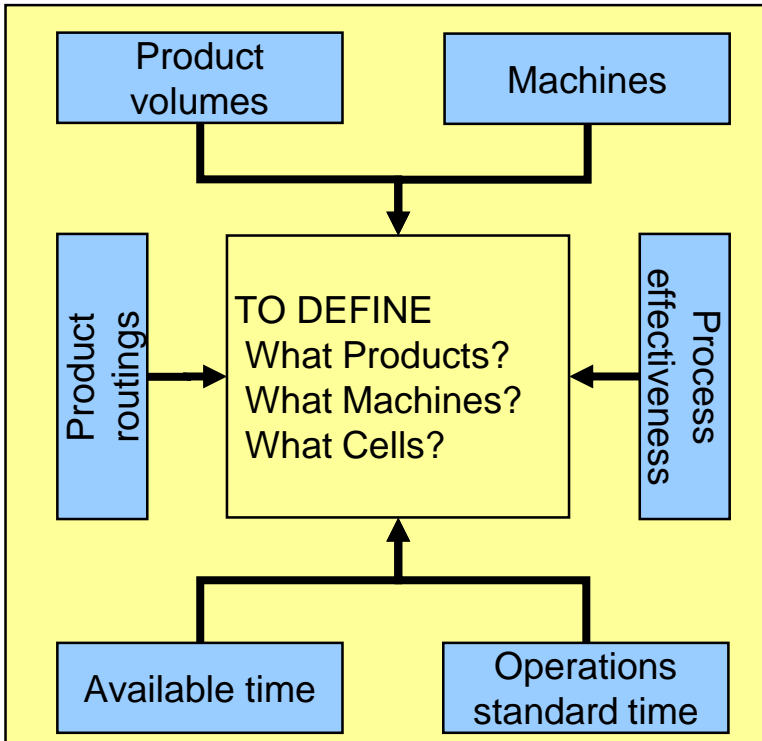 Product
volumes
Machines
Product
routings
TO DEFINE
What Products?
What Machines?
What Cells?
Process
effectiveness
Available time
Operations
standard time